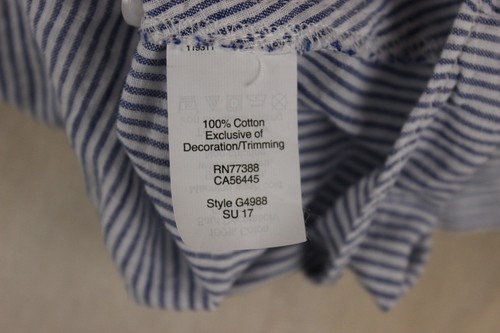 100% Cotton
Exclusive of
Decoration/Trimming
RN77388
CA56445
Style G4988
SU 17